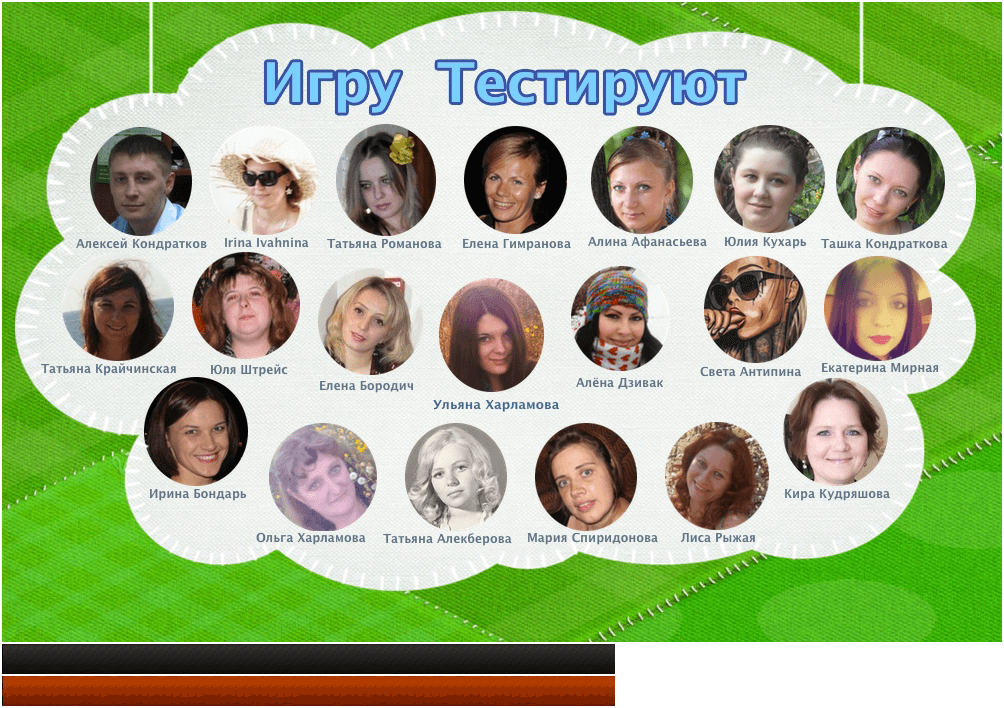 Игру Тестируют
Алексей Кондратков
Irina Ivahnina
Татьяна Романова
Елена Гимранова
Алина Афанасьева
Юлия Кухарь
Ташка Кондраткова
Татьяна Крайчинская
Юля Штрейс
Елена Бородич
Ульяна Харламова
Алёна Дзивак
Света Антипина
Екатерина Мирная
Ирина Бондарь
Ольга Харламова
Татьяна Алекберова
Мария Спиридонова
Лиса Рыжая
Кира Кудряшова